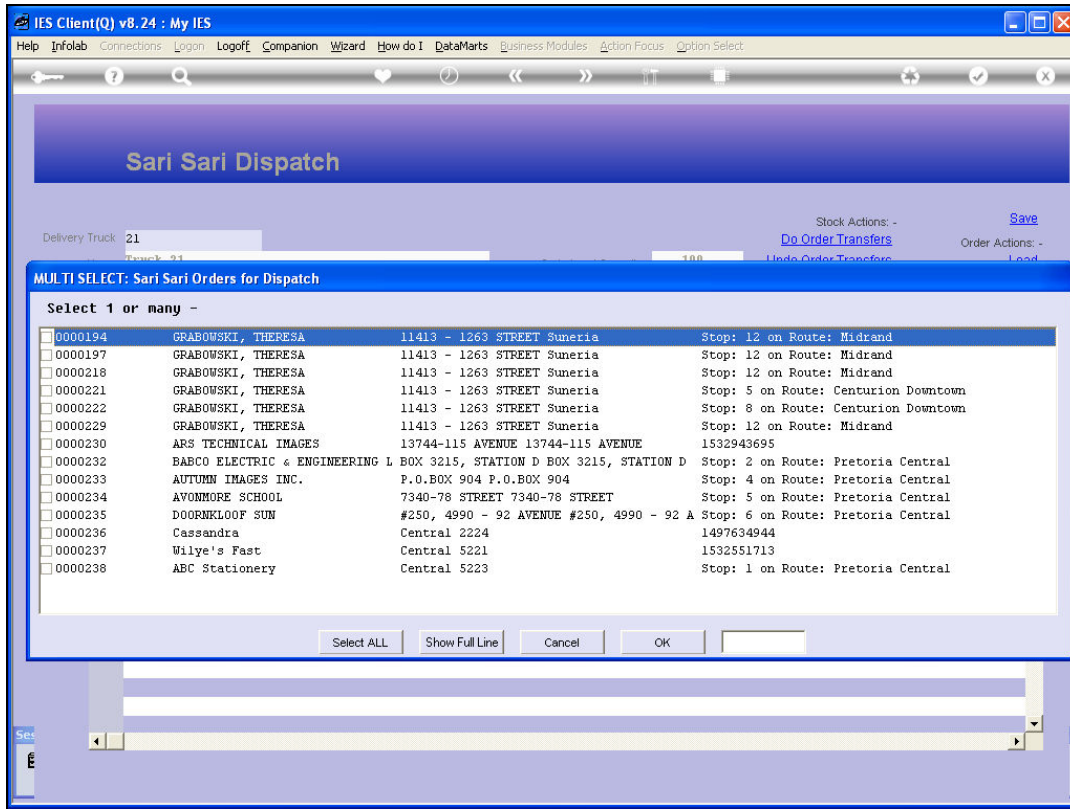 IES Client(Q) v8.24 : My IES
Help Infolab Connections Logon Logoff Companion Wizard How do I DataMarts Business Modules Action Focus Option Select
Sari Sari Dispatch
Stock Actions: - Save
Delivery Truck 21 Do Order Transfers Order Actions: -
Truck 21 100 Undo Order Transfers Load
MULTI SELECT: Sari Sari Orders for Dispatch
Select 1 or many -
0000194 GRABOWSKI, THERESA 11413 - 1263 STREET Suneria Stop: 12 on Route: Midrand
0000197 GRABOWSKI, THERESA 11413 - 1263 STREET Suneria Stop: 12 on Route: Midrand
0000218 GRABOWSKI, THERESA 11413 - 1263 STREET Suneria Stop: 12 on Route: Midrand
0000221 GRABOWSKI, THERESA 11413 - 1263 STREET Suneria Stop: 5 on Route: Centurion Downtown
0000222 GRABOWSKI, THERESA 11413 - 1263 STREET Suneria Stop: 8 on Route: Centurion Downtown
0000229 GRABOWSKI, THERESA 11413 - 1263 STREET Suneria Stop: 12 on Route: Midrand
0000230 ARS TECHNICAL IMAGES 13744-115 AVENUE 13744-115 AVENUE 1532943695
0000232 BABCO ELECTRIC & ENGINEERING L BOX 3215, STATION D BOX 3215, STATION D Stop: 2 on Route: Pretoria Central
0000233 AUTUMN IMAGES INC. P.O.BOX 904 P.O.BOX 904 Stop: 4 on Route: Pretoria Central
0000234 AVONMORE SCHOOL 7340-78 STREET 7340-78 STREET Stop: 5 on Route: Pretoria Central
0000235 DOORNKLOOF SUN #250, 4990 - 92 AVENUE #250, 4990 - 92 A Stop: 6 on Route: Pretoria Central
0000236 Cassandra Central 2224 1497634944
0000237 Wilye's Fast Central 5221 1532551713
0000238 ABC Stationery Central 5223 Stop: 1 on Route: Pretoria Central
Select ALL Show Full Line Cancel OK
Ses